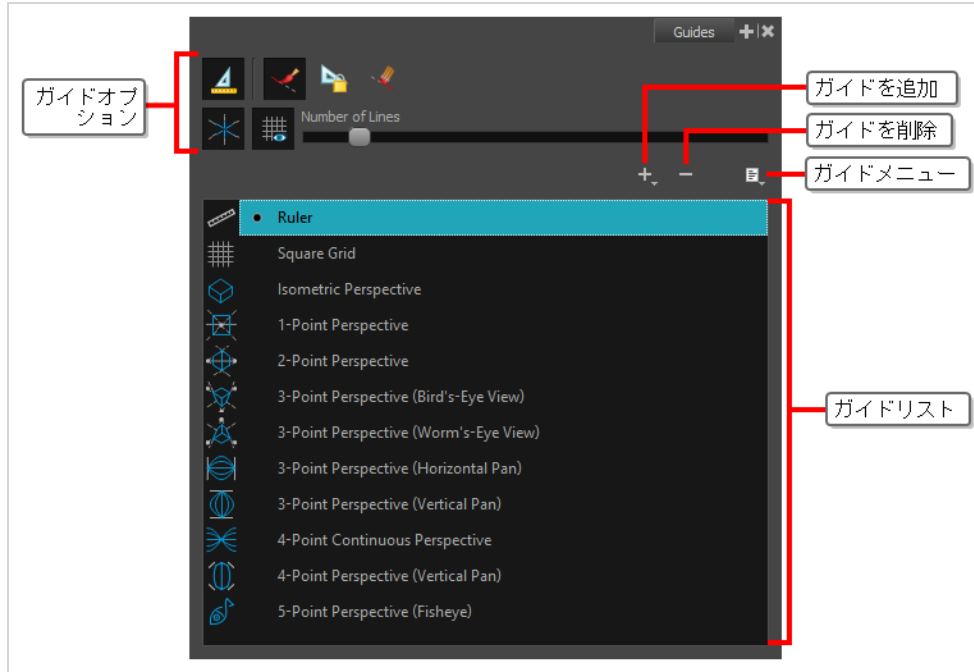 Guides
ガイドオプ
ション
Number of Lines
ガイドを追加
ガイドを削除
ガイドメニュー
Ruler
Square Grid
Isometric Perspective
1-Point Perspective
2-Point Perspective
3-Point Perspective (Bird's-Eye View)
3-Point Perspective (Worm's-Eye View)
3-Point Perspective (Horizontal Pan)
3-Point Perspective (Vertical Pan)
4-Point Continuous Perspective
4-Point Perspective (Vertical Pan)
5-Point Perspective (Fisheye)
ガイドリスト